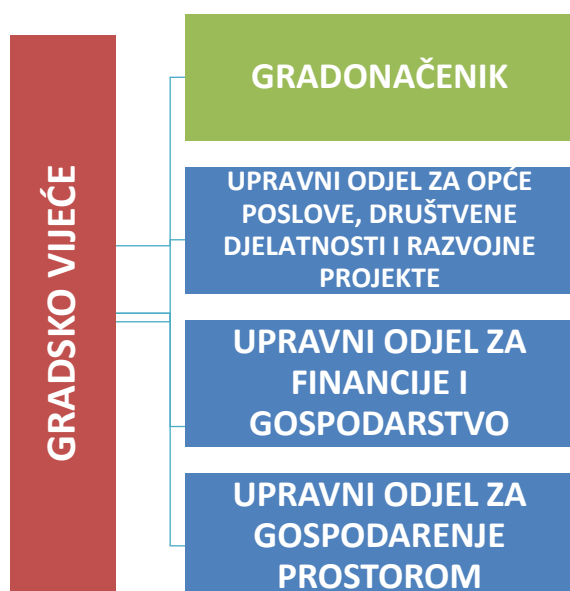 GRADSKO VIJEĆE
GRADONAČENIK
UPRAVNI ODJEL ZA OPĆE
POSLOVE, DRUŠTVENE
DJELATNOSTI I RAZVOJNE
PROJEKTE
UPRAVNI ODJEL ZA
FINANCIJE I
GOSPODARSTVO
UPRAVNI ODJEL ZA
GOSPODARENJE
PROSTOROM